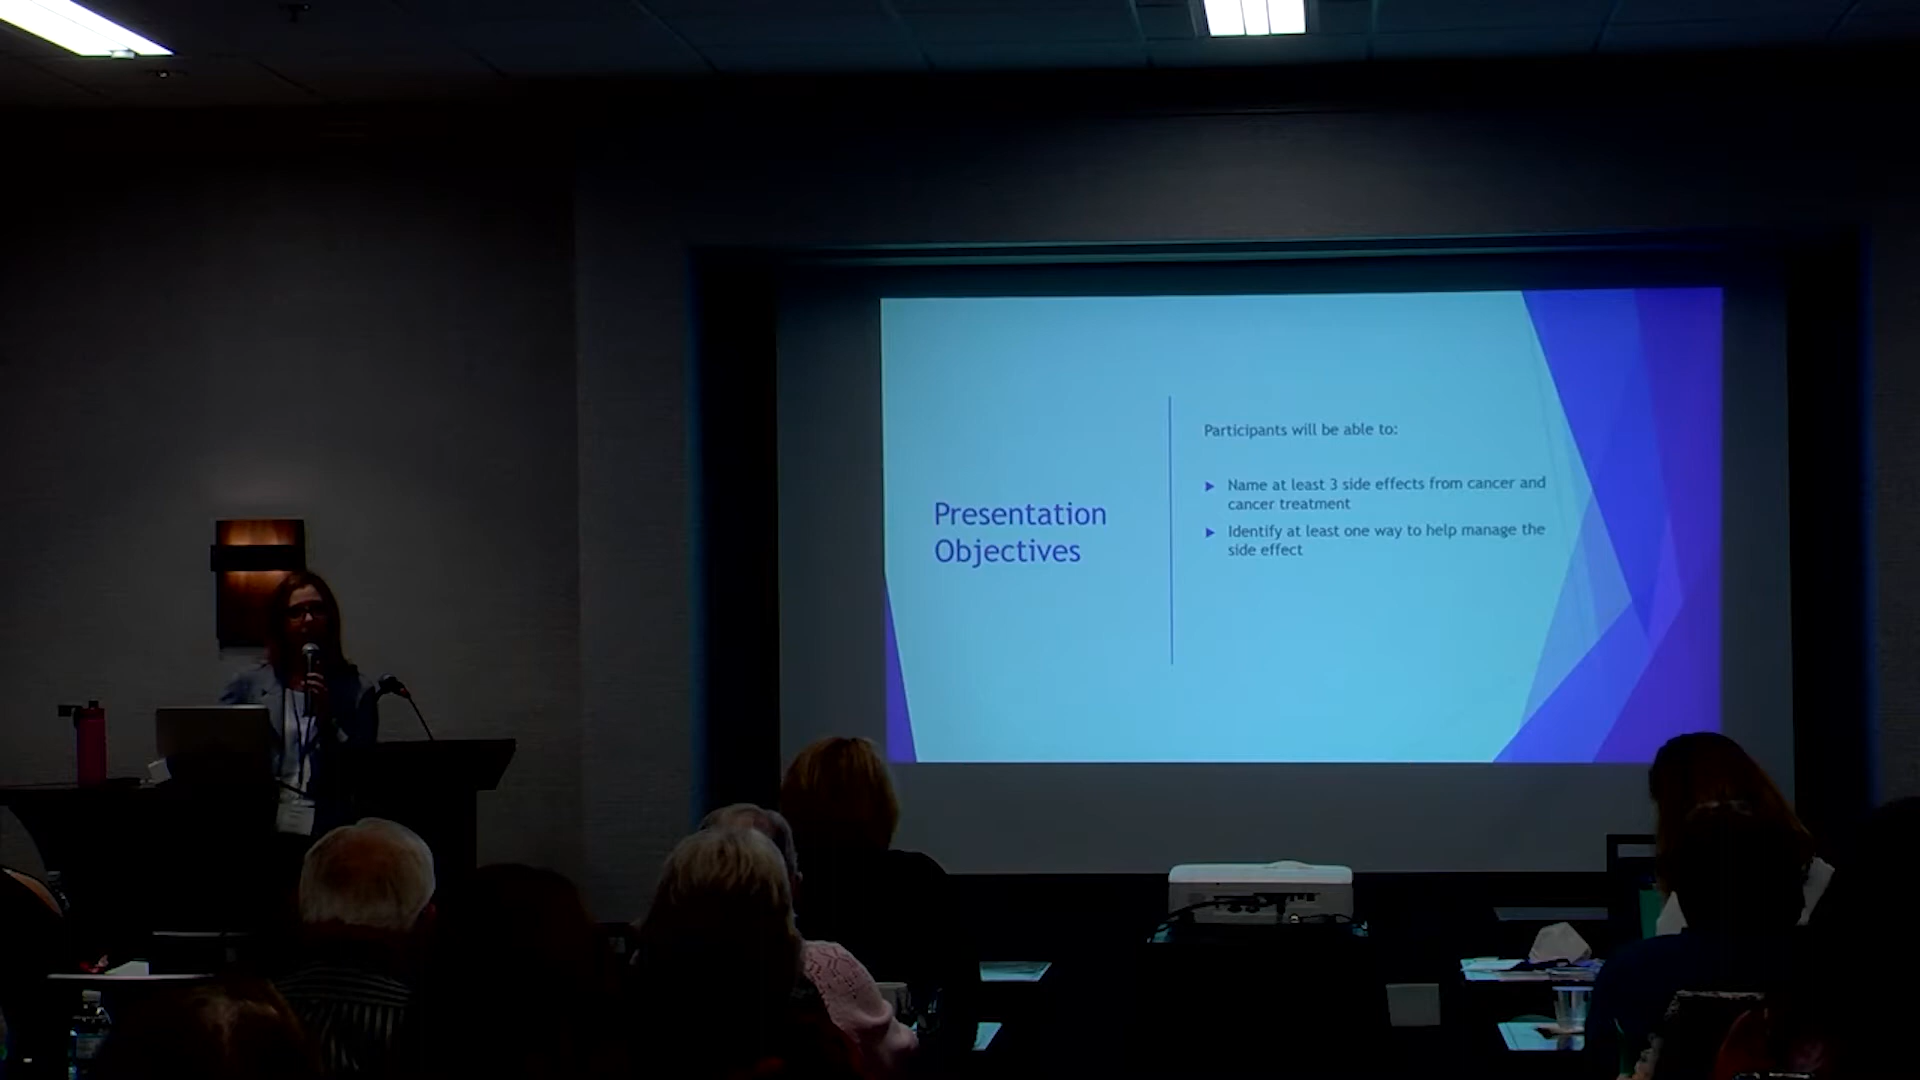 Presentation
Objectives
Participants will be able to:
Name at least 3 side effects from cancer and
cancer treatment
Identify at least one way to help manage the
side effect